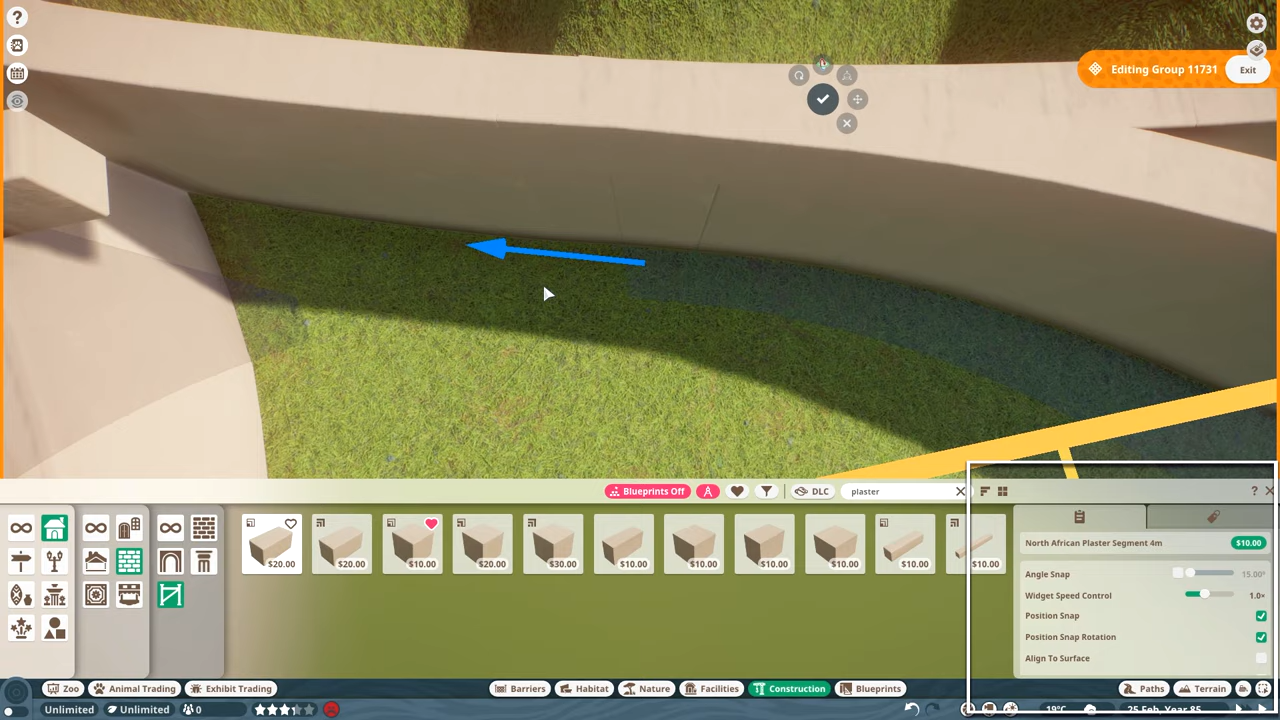 Editing Group 11731
Exit
Blueprints Off
DLC
plaster
$20.00
$20.00
$10.00
$20.00
$30.00
$10.00
$10.00
$10.00
$10.00
$10.00
$10.00
North African Plaster Segment 4m
$10.00
Angle Snap
15.00°
Widget Speed Control
1.0×
Position Snap
Position Snap Rotation
Align To Surface
Zoo
Animal Trading
Exhibit Trading
Barriers
Habitat
Nature
Facilities
Construction
Blueprints
Paths
Terrain
Unlimited
Unlimited
0
19°C
25 Feb, Year 85